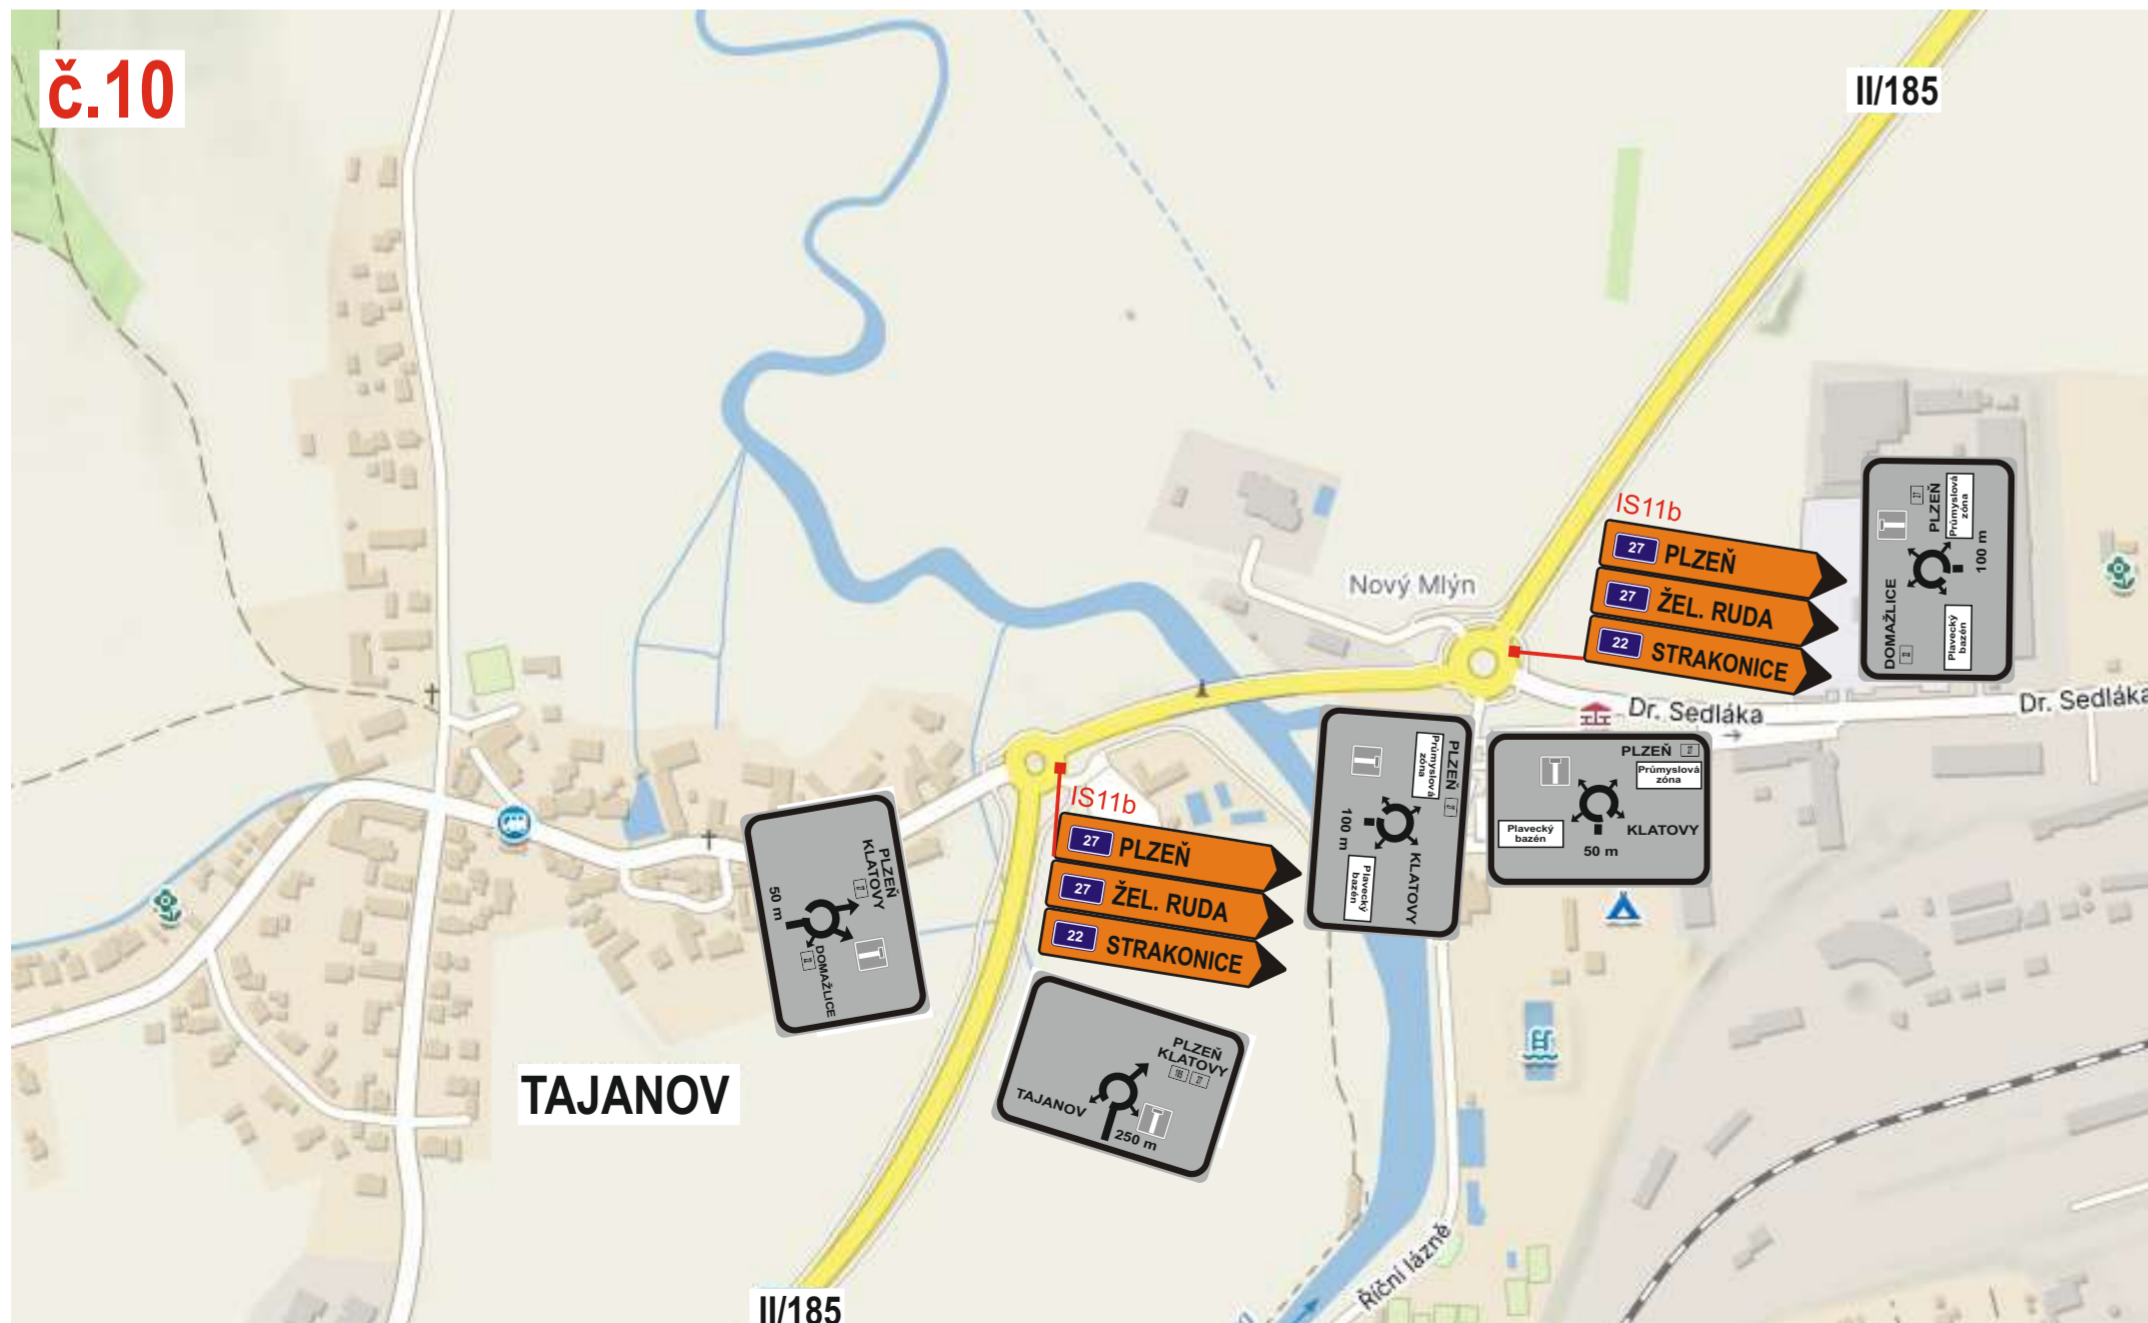 č.10
II/185
IS11b
27 PLZEŇ
27 ŽEL. RUDA
22 STRAKONICE
PLZEŇ
27
Průmyslová
zóna
100 m
DOMAŽLICE
Plavecký
bazén
Nový Mlýn
Dr. Sedláka
Dr. Sedláka
PLZEŇ
Průmyslová
zóna
100 m
KLATOVY
Plavecký
bazén
PLZEŇ
Průmyslová
zóna
Plavecký
bazén
KLATOVY
50 m
IS11b
27 PLZEŇ
27 ŽEL. RUDA
22 STRAKONICE
PLZEŇ
KLATOVY
50 m
DOMAŽLICE
PLZEŇ
KLATOVY
185 27
TAJANOV
250 m
TAJANOV
Říční lázně
II/185